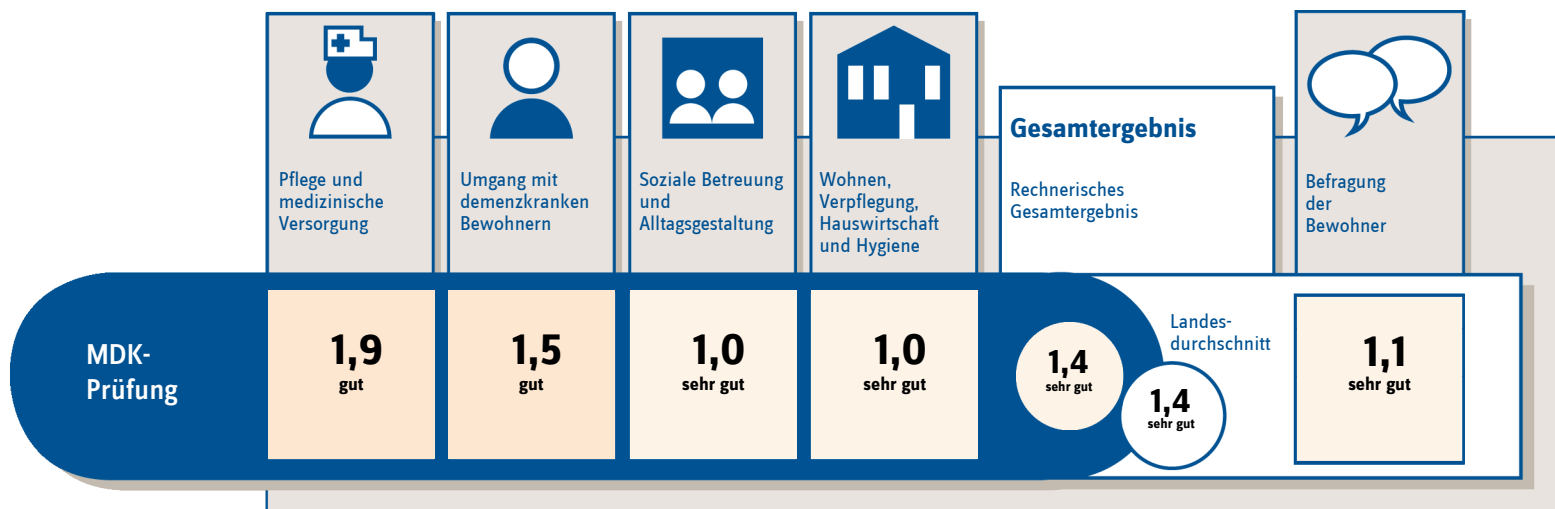 Pflege und
medizinische
Versorgung
Umgang mit
demenzkranken
Bewohnern
Soziale Betreuung
und
Alltagsgestaltung
Wohnen,
Verpflegung,
Hauswirtschaft
und Hygiene
Gesamtergebnis
Rechnerisches
Gesamtergebnis
Befragung
der
Bewohner
MDK-
Prüfung
1,9
gut
1,5
gut
1,0
sehr gut
1,0
sehr gut
1,4
sehr gut
Landes-
durchschnitt
1,4
sehr gut
1,1
sehr gut